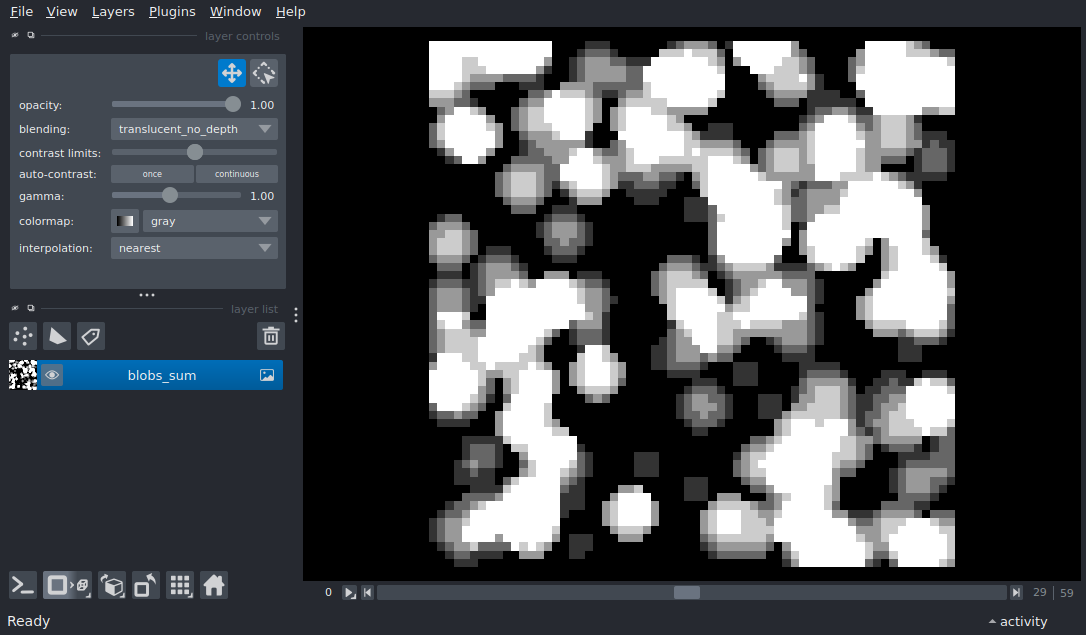 File View Layers Plugins Window Help
layer controls
opacity: 1.00
blending: translucent_no_depth
contrast limits:
auto-contrast: once continuous
gamma: 1.00
colormap: gray
interpolation: nearest
layer list
blobs_sum
0 29 59
Ready activity